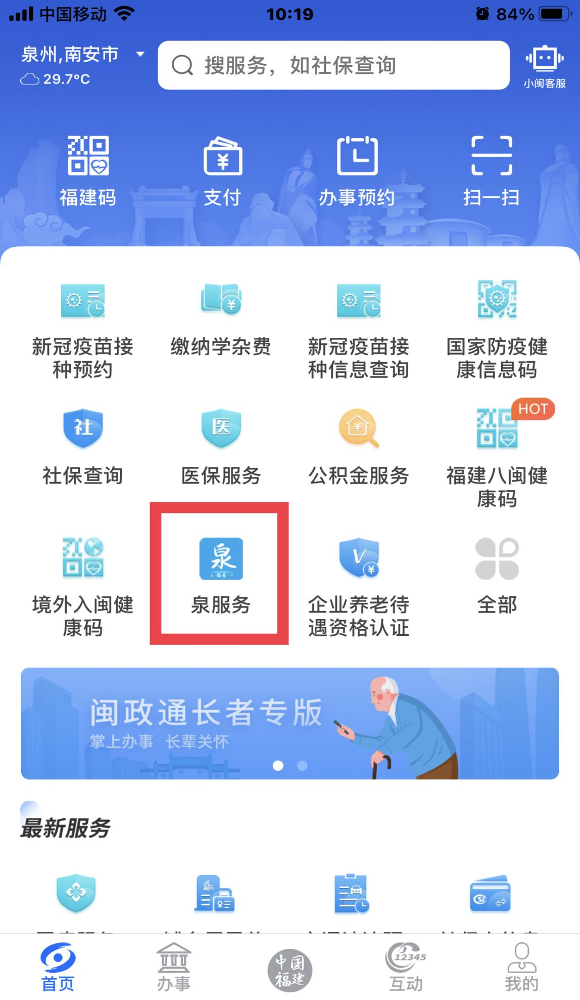 中国移动
10:19
84%
泉州,南安市
29.7°C
搜服务，如社保查询
小闽客服
福建码
支付
办事预约
扫一扫
新冠疫苗接
种预约
缴纳学杂费
新冠疫苗接
种信息查询
国家防疫健
康信息码
社
社保查询
医
医保服务
公积金服务
HOT
福建八闽健
康码
境外入闽健
康码
泉
服务
泉服务
企业养老待
遇资格认证
全部
闽政通长者专版
掌上办事 长辈关怀
最新服务
首页
办事
中国
福建
12345
互动
我的